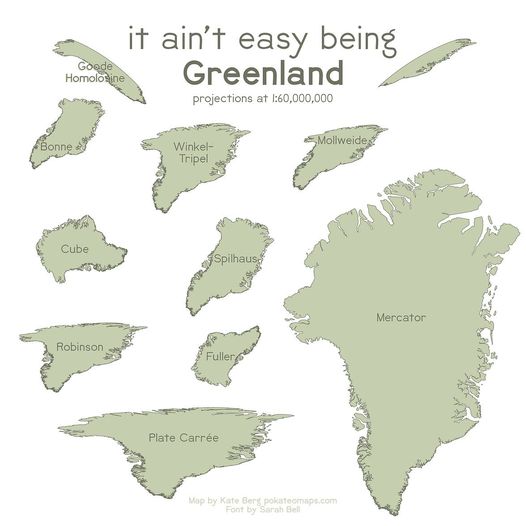 it ain't easy being
Greenland
projections at 1:60,000,000
Goode
Homolosine
Bonne
Winkel-
Tripel
Mollweide
Cube
Spilhaus
Mercator
Robinson
Fuller
Plate Carrée
Map by Kate Berg pokateomaps.com
Font by Sarah Bell